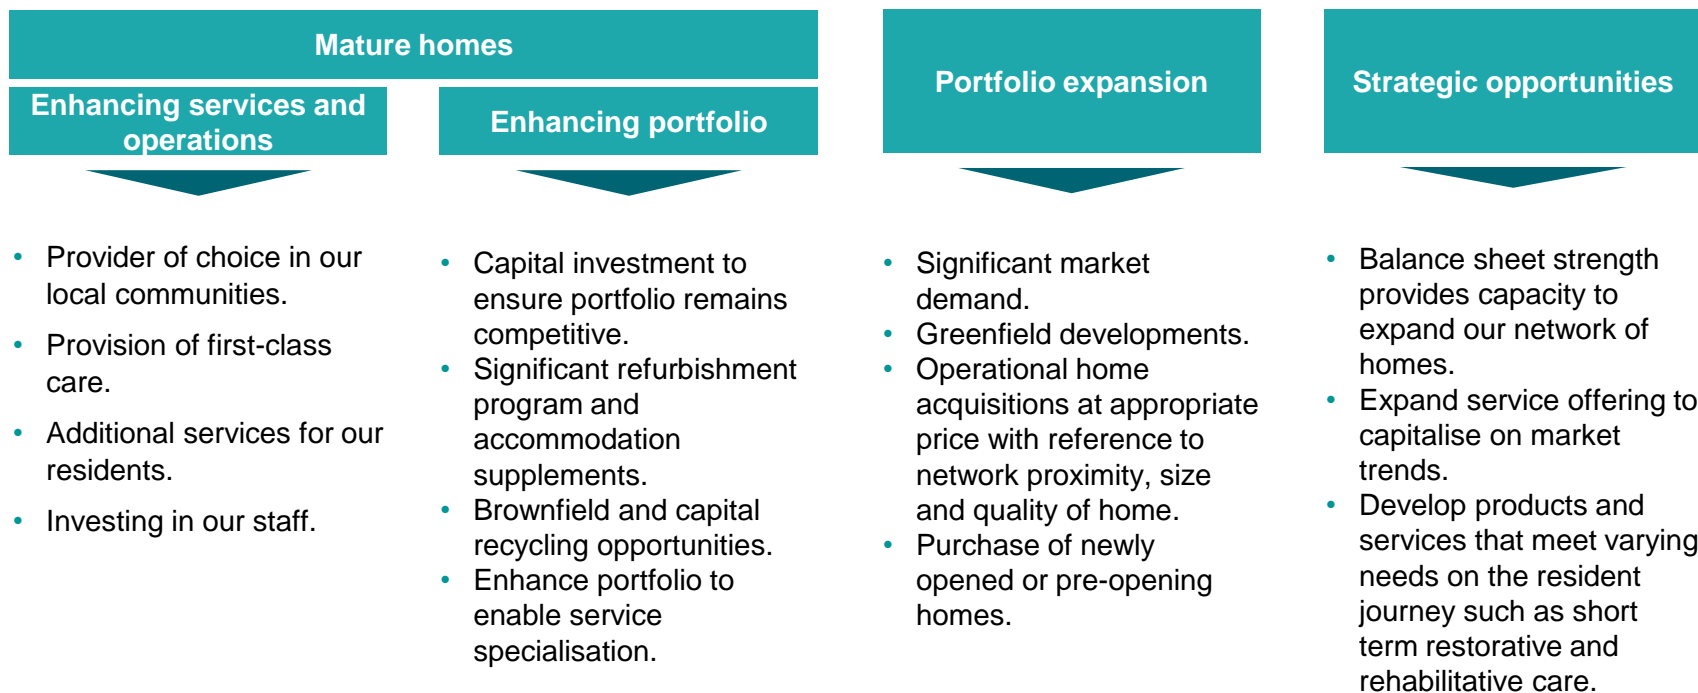 Mature homes
Enhancing services and
operations
Enhancing portfolio
Portfolio expansion
Strategic opportunities
• Provider of choice in our
local communities.
• Provision of first-class
care.
• Additional services for our
residents.
• Investing in our staff.
• Capital investment to
ensure portfolio remains
competitive.
• Significant refurbishment
program and
accommodation
supplements.
• Brownfield and capital
recycling opportunities.
• Enhance portfolio to
enable service
specialisation.
• Significant market
demand.
• Greenfield developments.
• Operational home
acquisitions at appropriate
price with reference to
network proximity, size
and quality of home.
• Purchase of newly
opened or pre-opening
homes.
• Balance sheet strength
provides capacity to
expand our network of
homes.
• Expand service offering to
capitalise on market
trends.
• Develop products and
services that meet varying
needs on the resident
journey such as short
term restorative and
rehabilitative care.